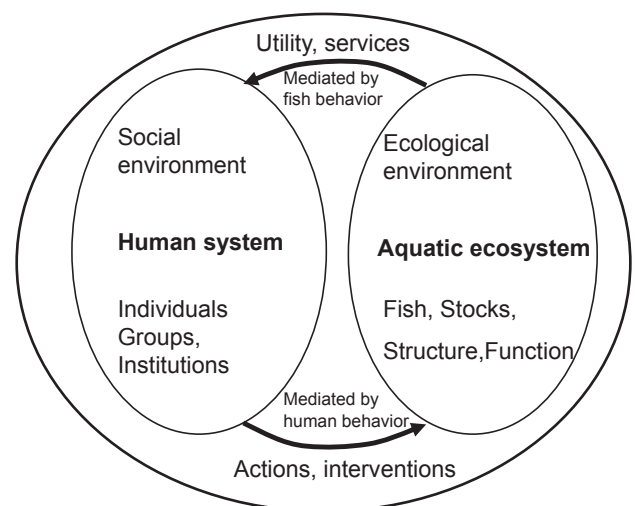 Utility, services
Mediated by
fish behavior
Social
environment
Human system
Individuals
Groups,
Institutions
Ecological
environment
Aquatic ecosystem
Fish, Stocks,
Structure,Function
Mediated by
human behavior
Actions, interventions